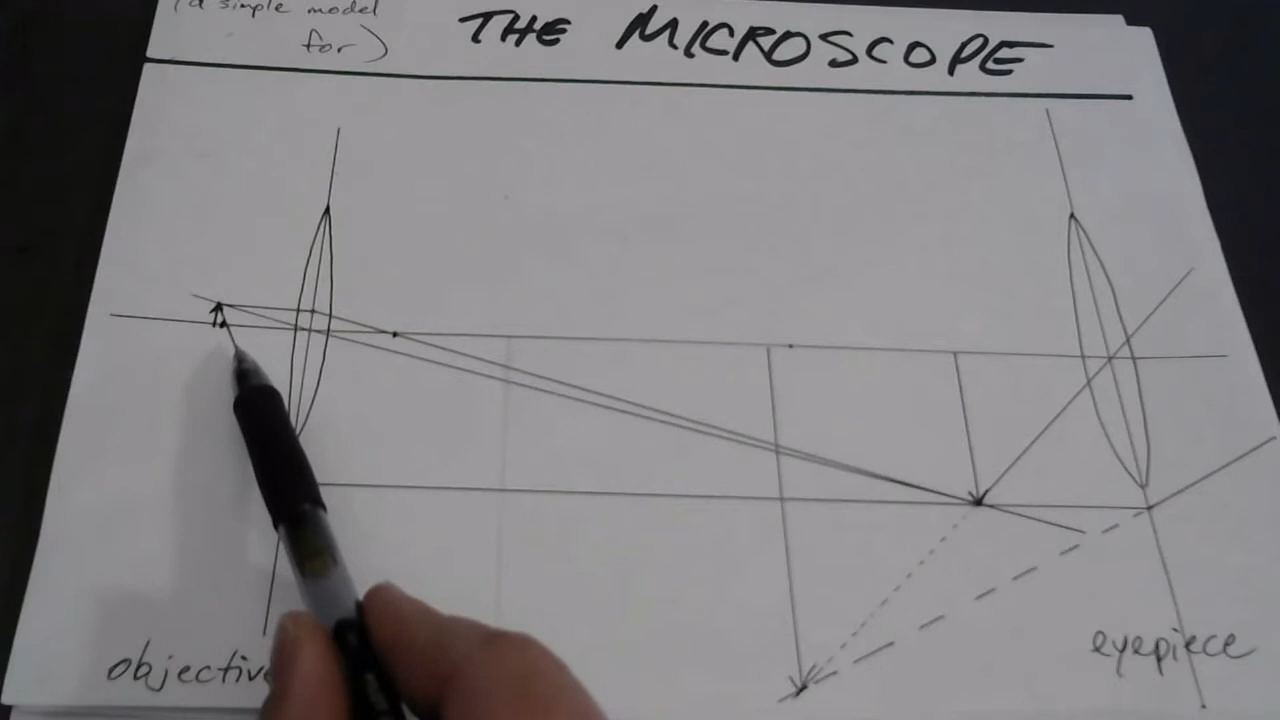 (a simple model
for)
THE MICROSCOPE
objective
eyepiece